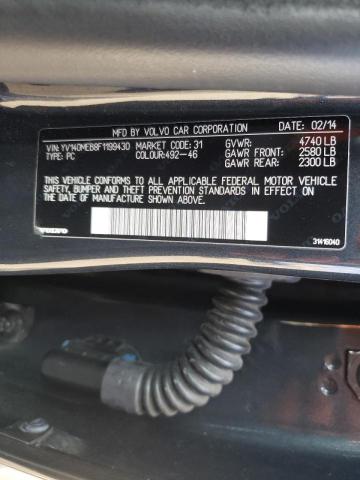 MFD BY VOLVO CAR CORPORATION DATE: 02/14
VIN: YV140MEB8F1199430 MARKET CODE: 31 GVWR: 4740 LB
TYPE: PC COLOUR:492-46 GAWR FRONT: 2580 LB
GAWR REAR: 2300 LB
THIS VEHICLE CONFORMS TO ALL APPLICABLE FEDERAL MOTOR VEHICLE
SAFETY, BUMPER AND THEFT PREVENTION STANDARDS IN EFFECT ON THE
DATE OF MANUFACTURE SHOWN ABOVE.
VOLVO 31416040